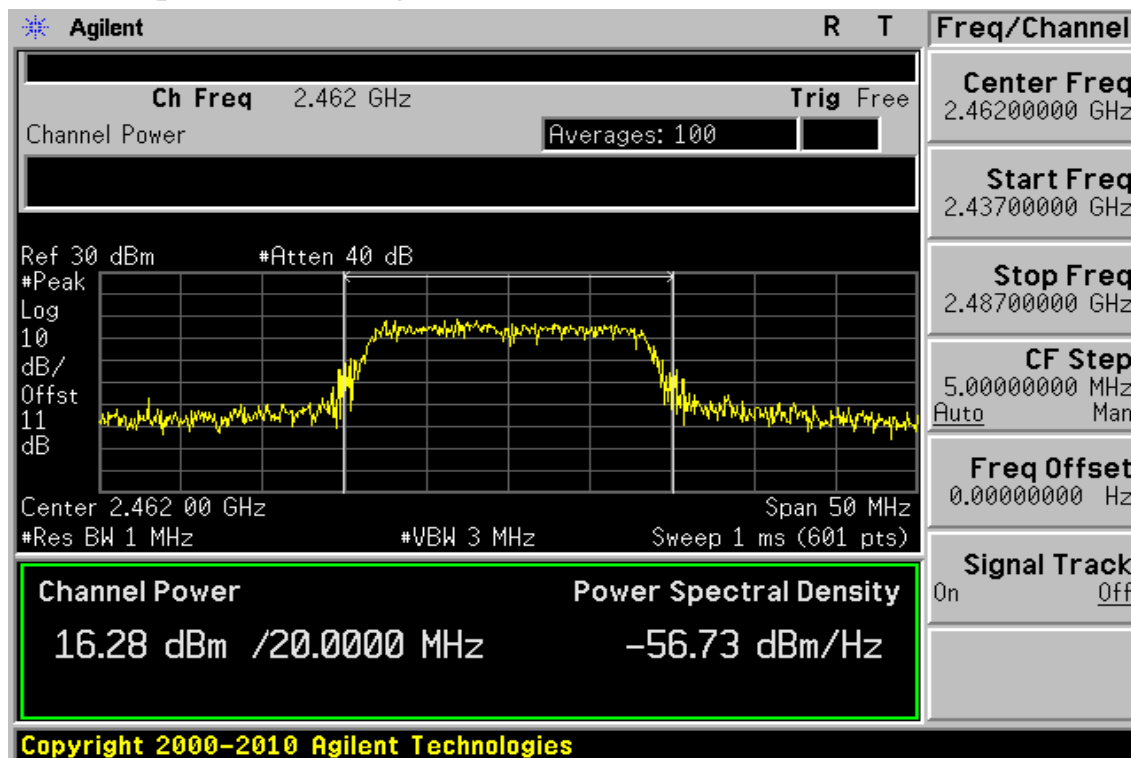 Agilent R T Freq/Channel
Ch Freq 2.462 GHz Trig Free
Channel Power Averages: 100
Center Freq
2.46200000 GHz
Start Freq
2.43700000 GHz
Ref 30 dBm #Atten 40 dB
#Peak
Log
10
dB/
Offst
11
dB
Stop Freq
2.48700000 GHz
CF Step
5.00000000 MHz
Auto Man
Freq Offset
0.00000000 Hz
Center 2.462 00 GHz Span 50 MHz
#Res BW 1 MHz #VBW 3 MHz Sweep 1 ms (601 pts)
Signal Track
On Off
Channel Power Power Spectral Density
16.28 dBm /20.0000 MHz -56.73 dBm/Hz
Copyright 2000-2010 Agilent Technologies